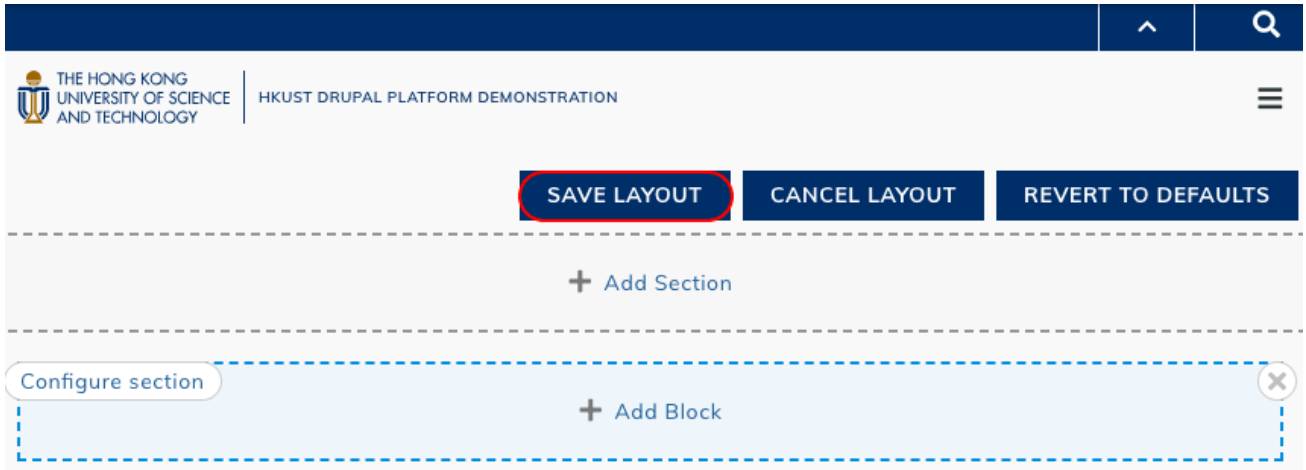 THE HONG KONG
UNIVERSITY OF SCIENCE
AND TECHNOLOGY
HKUST DRUPAL PLATFORM DEMONSTRATION
SAVE LAYOUT CANCEL LAYOUT REVERT TO DEFAULTS
Add Section
Configure section
Add Block